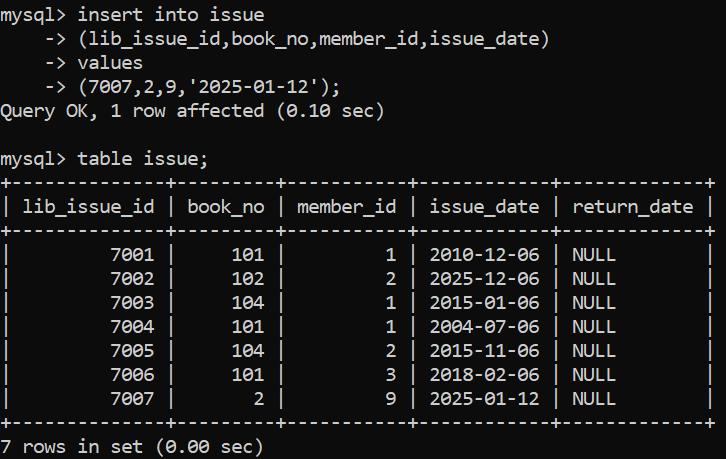 mysql> insert into issue
    -> (lib_issue_id,book_no,member_id,issue_date)
    -> values
    -> (7007,2,9,'2025-01-12');
Query OK, 1 row affected (0.10 sec)

mysql> table issue;
+--------------+---------+-----------+------------+-------------+
| lib_issue_id | book_no | member_id | issue_date | return_date |
+--------------+---------+-----------+------------+-------------+
|         7001 |     101 |         1 | 2010-12-06 | NULL        |
|         7002 |     102 |         2 | 2025-12-06 | NULL        |
|         7003 |     104 |         1 | 2015-01-06 | NULL        |
|         7004 |     101 |         1 | 2004-07-06 | NULL        |
|         7005 |     104 |         2 | 2015-11-06 | NULL        |
|         7006 |     101 |         3 | 2018-02-06 | NULL        |
|         7007 |       2 |         9 | 2025-01-12 | NULL        |
+--------------+---------+-----------+------------+-------------+
7 rows in set (0.00 sec)